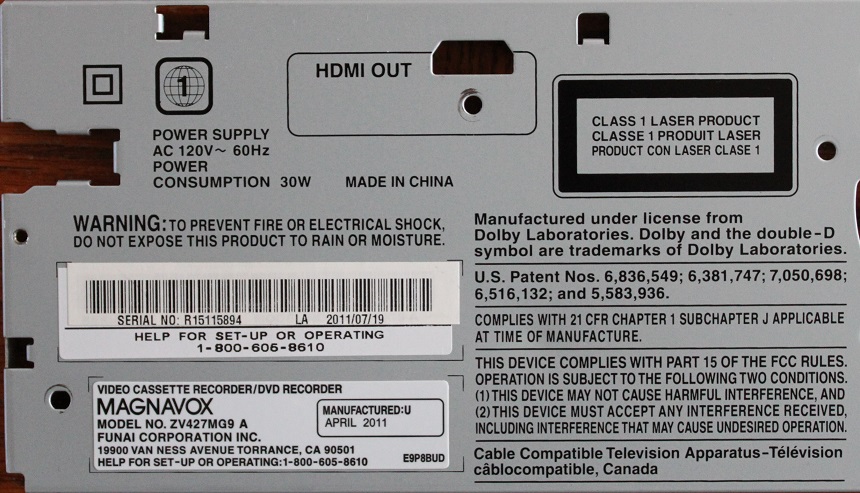 HDMI OUT
1
POWER SUPPLY
AC 120V~ 60Hz
POWER
CONSUMPTION 30W
MADE IN CHINA
CLASS 1 LASER PRODUCT
CLASSE 1 PRODUIT LASER
PRODUCT CON LASER CLASE 1
WARNING: TO PREVENT FIRE OR ELECTRICAL SHOCK,
DO NOT EXPOSE THIS PRODUCT TO RAIN OR MOISTURE.
SERIAL NO: R15115894 LA 2011/07/19
HELP FOR SET-UP OR OPERATING
1-800-605-8610
VIDEO CASSETTE RECORDER/DVD RECORDER
MAGNAVOX
MODEL NO. ZV427MG9 A
FUNAI CORPORATION INC.
19900 VAN NESS AVENUE TORRANCE, CA 90501
HELP FOR SET-UP OR OPERATING:1-800-605-8610
MANUFACTURED:U
APRIL 2011
E9P8BUD
Manufactured under license from
Dolby Laboratories. Dolby and the double-D
symbol are trademarks of Dolby Laboratories.
U.S. Patent Nos. 6,836,549; 6,381,747; 7,050,698;
6,516,132; and 5,583,936.
COMPLIES WITH 21 CFR CHAPTER 1 SUBCHAPTER J APPLICABLE
AT TIME OF MANUFACTURE.
THIS DEVICE COMPLIES WITH PART 15 OF THE FCC RULES.
OPERATION IS SUBJECT TO THE FOLLOWING TWO CONDITIONS.
(1) THIS DEVICE MAY NOT CAUSE HARMFUL INTERFERENCE, AND
(2) THIS DEVICE MUST ACCEPT ANY INTERFERENCE RECEIVED,
INCLUDING INTERFERENCE THAT MAY CAUSE UNDESIRED OPERATION.
Cable Compatible Television Apparatus-Télévision
câblocompatible, Canada